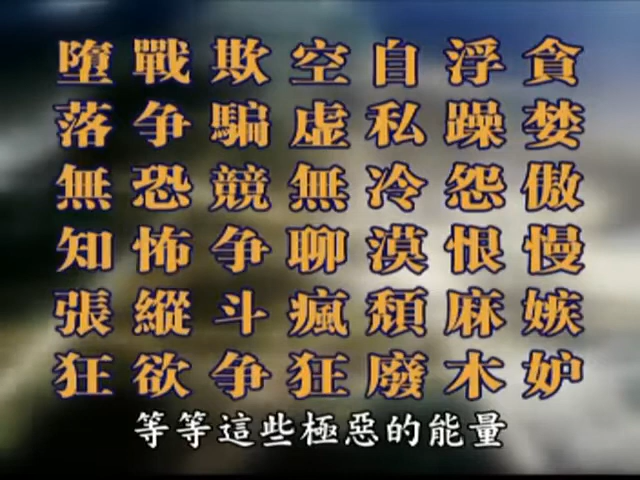 貪婪傲慢嫉妒
浮躁怨恨麻木
自私冷漠頹廢
空虚無聊瘋狂
欺騙競争斗争
戰争恐怖縱欲
墮落無知張狂
等等這些極惡的能量